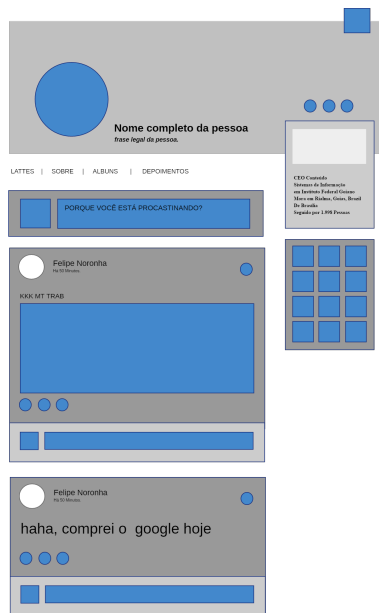 Nome completo da pessoa
frase legal da pessoa.
LATTES | SOBRE | ALBUNS | DEPOIMENTOS
CEO Conteúdo
Sistemas de Informação
em Instituto Federal Goiano
Mora em Rialma, Goias, Brazil
De Brasília
Seguido por 1.998 Pessoas
PORQUE VOCÊ ESTÁ PROCASTINANDO?
Felipe Noronha
Há 50 Minutos
KKK MT TRAB
Felipe Noronha
Há 50 Minutos
haha, comprei o google hoje